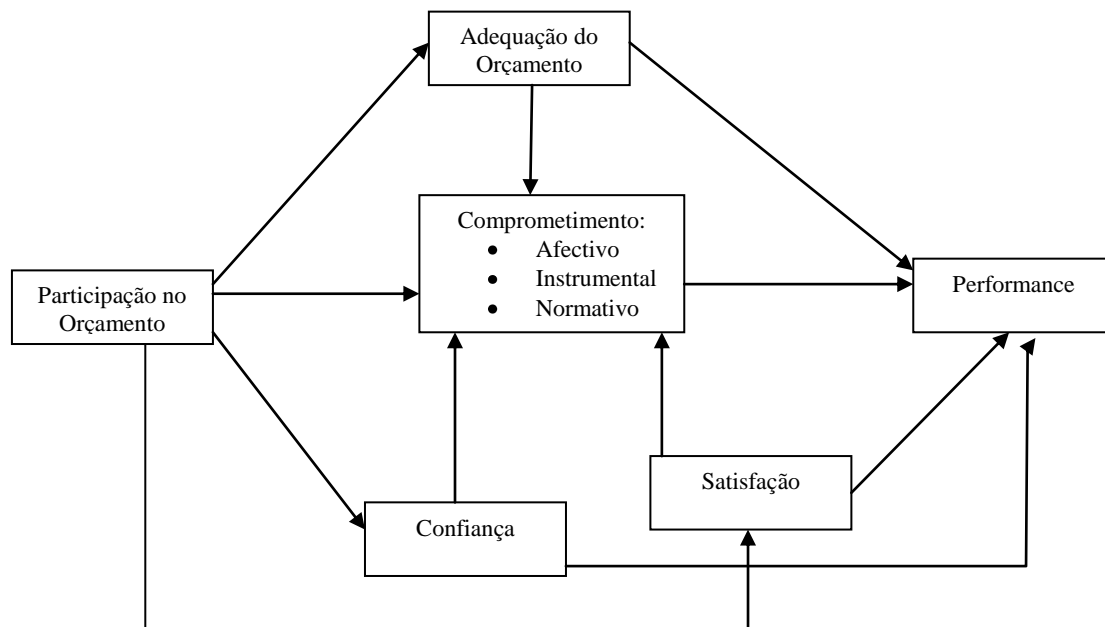 Adequação do
Orçamento
Comprometimento:
• Afectivo
• Instrumental
• Normativo
Participação no
Orçamento
Performance
Satisfação
Confiança